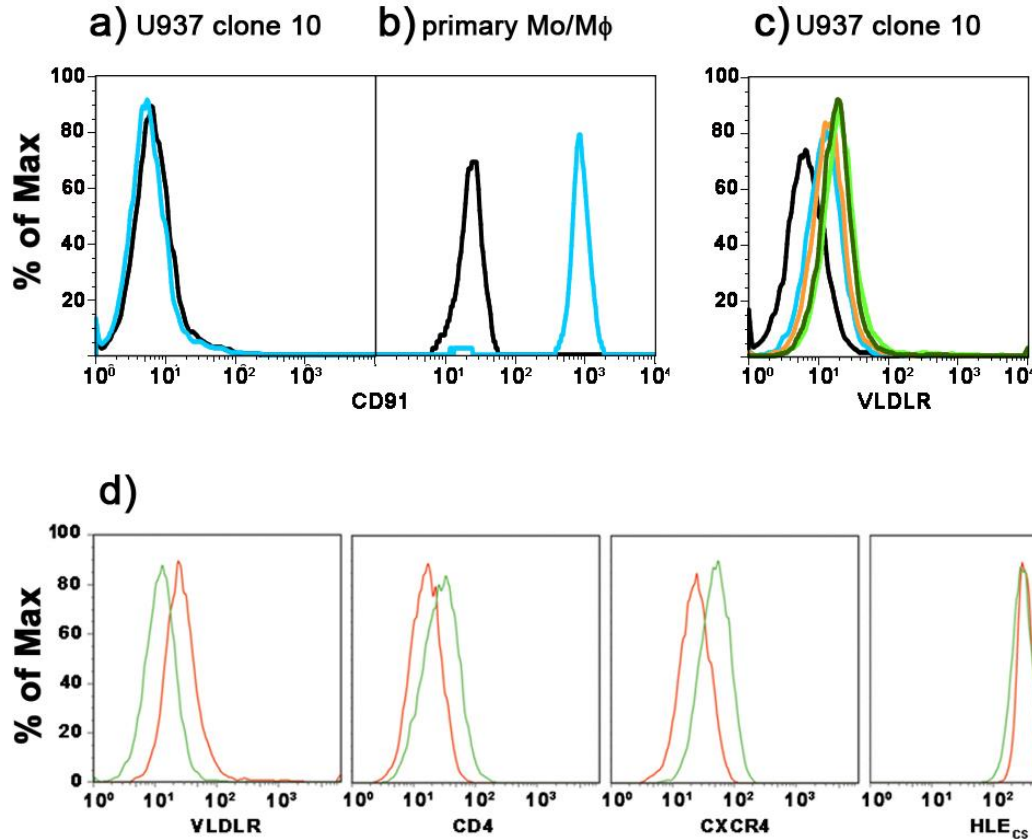 a) U937 clone 10 b) primary Mo/Mϕ c) U937 clone 10
% of Max
100
80
60
40
20
10⁰ 10¹ 10² 10³ 10¹ 10² 10³ 10⁴
CD91
100
80
60
40
20
10⁰ 10¹ 10² 10³ 10⁴
VLDLR
d)
% of Max
100
80
60
40
20
0
10⁰ 10¹ 10² 10³ 10⁰ 10¹ 10² 10³ 10⁰ 10¹ 10² 10³ 10⁰ 10¹ 10²
VLDLR CD4 CXCR4 HLE_CS